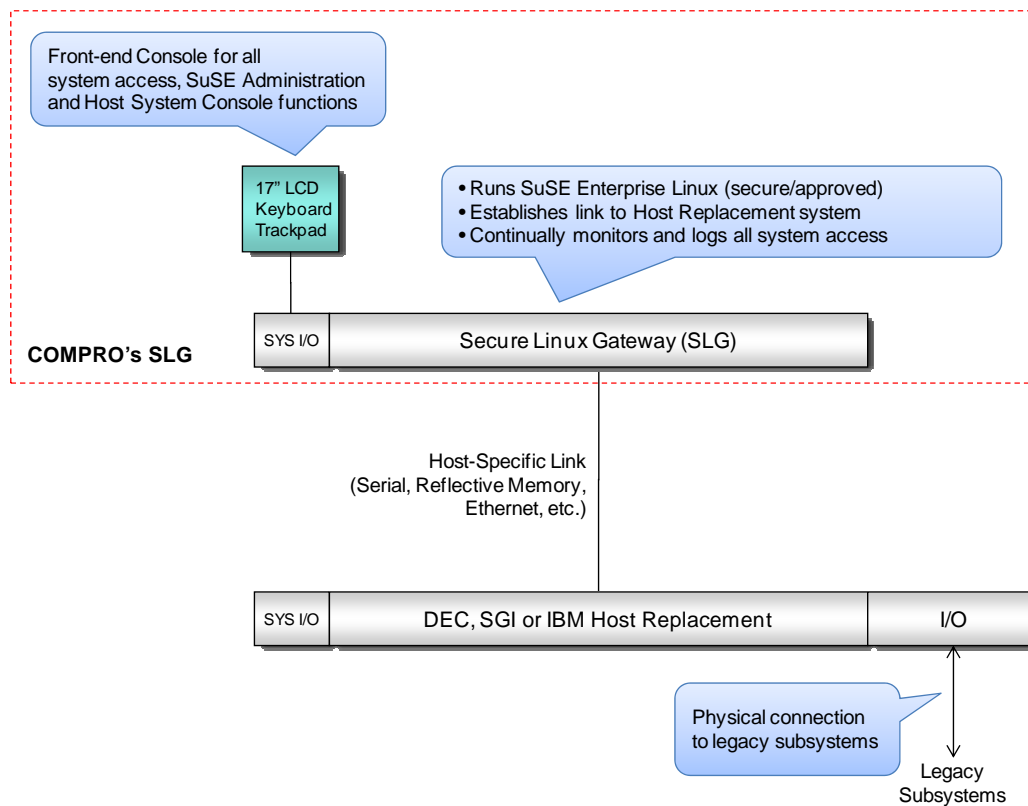 Front-end Console for all
system access, SuSE Administration
and Host System Console functions
17” LCD
Keyboard
Trackpad
• Runs SuSE Enterprise Linux (secure/approved)
• Establishes link to Host Replacement system
• Continually monitors and logs all system access
COMPRO’s SLG
SYS I/O
Secure Linux Gateway (SLG)
Host-Specific Link
(Serial, Reflective Memory,
Ethernet, etc.)
SYS I/O
DEC, SGI or IBM Host Replacement
I/O
Physical connection
to legacy subsystems
Legacy
Subsystems